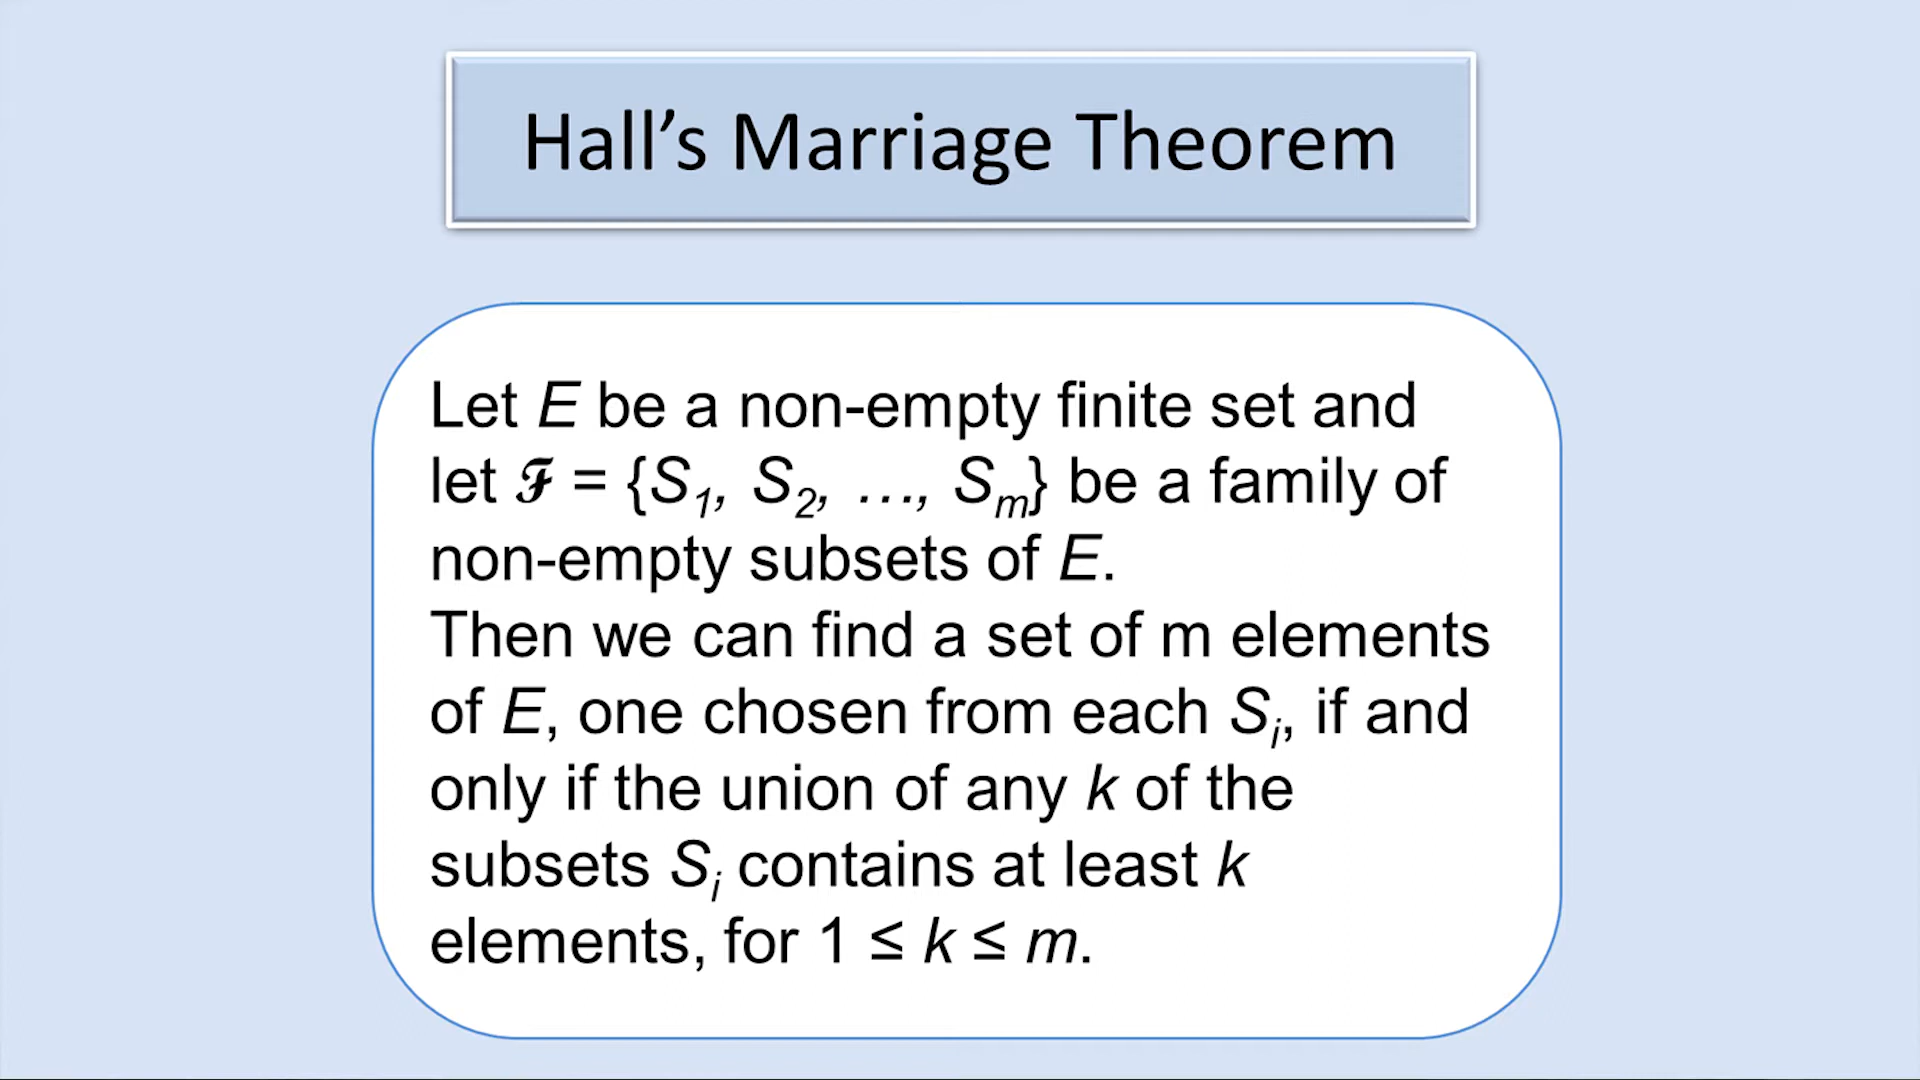 Hall’s Marriage Theorem
Let E be a non-empty finite set and
let ℱ = {S₁, S₂, …, Sₘ} be a family of
non-empty subsets of E.
Then we can find a set of m elements
of E, one chosen from each Sᵢ, if and
only if the union of any k of the
subsets Sᵢ contains at least k
elements, for 1 ≤ k ≤ m.